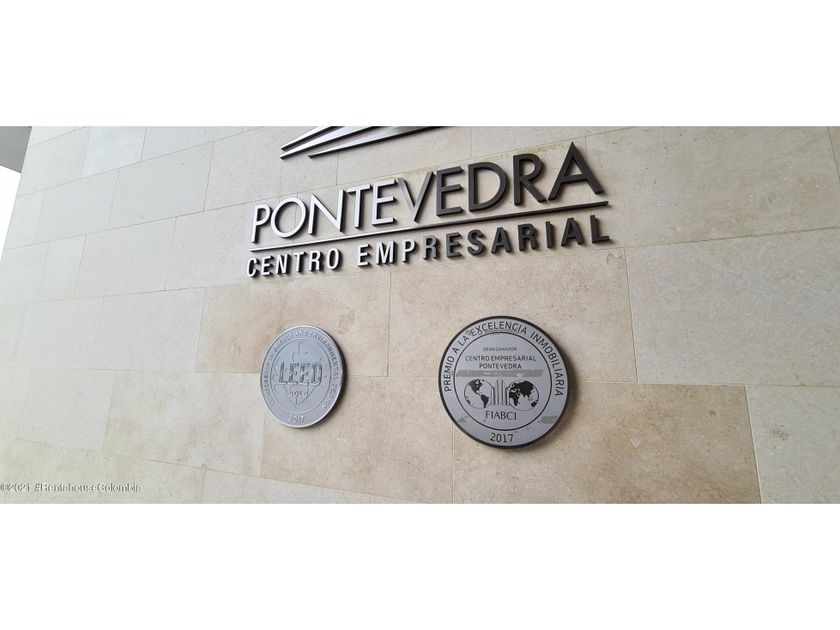 PONTEVEDRA
CENTRO EMPRESARIAL
LEED
2017
PREMIO A LA EXCELENCIA INMOBILIARIA
GRAN GANADOR
CENTRO EMPRESARIAL
PONTEVEDRA
FIABCI
2017
©2021 #RentahouseColombia